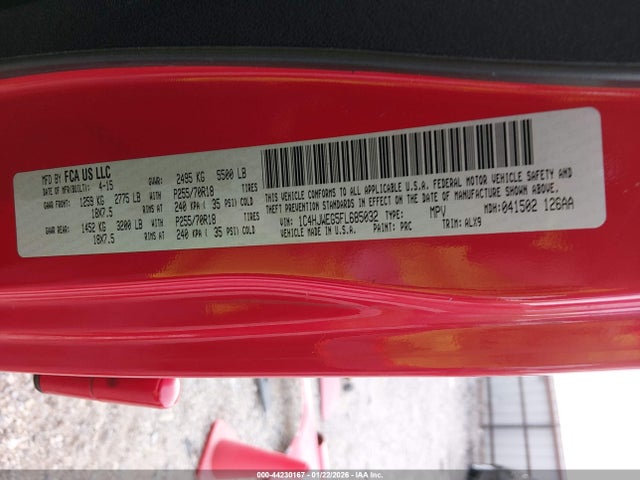 MFD BY FCA US LLC
DATE OF MFR(BUILT): 4-15 GVWR: 2495 KG 5500 LB
GAWR FRONT: 1259 KG 2775 LB WITH P255/70R18 TIRES
18X7.5 RIMS AT 240 KPA ( 35 PSI) COLD
GAWR REAR: 1452 KG 3200 LB WITH P255/70R18 TIRES
18X7.5 RIMS AT 240 KPA ( 35 PSI) COLD
THIS VEHICLE CONFORMS TO ALL APPLICABLE U.S.A. FEDERAL MOTOR VEHICLE SAFETY AND
THEFT PREVENTION STANDARDS IN EFFECT ON THE DATE OF MANUFACTURE SHOWN ABOVE.
VIN: 1C4HJWEG5FL685032 TYPE: MPV MDH: 041502 126AA
VEHICLE MADE IN U.S.A. PAINT: PRC TRIM: ALX9
000-44230167 - 01/22/2026 - IAA Inc.